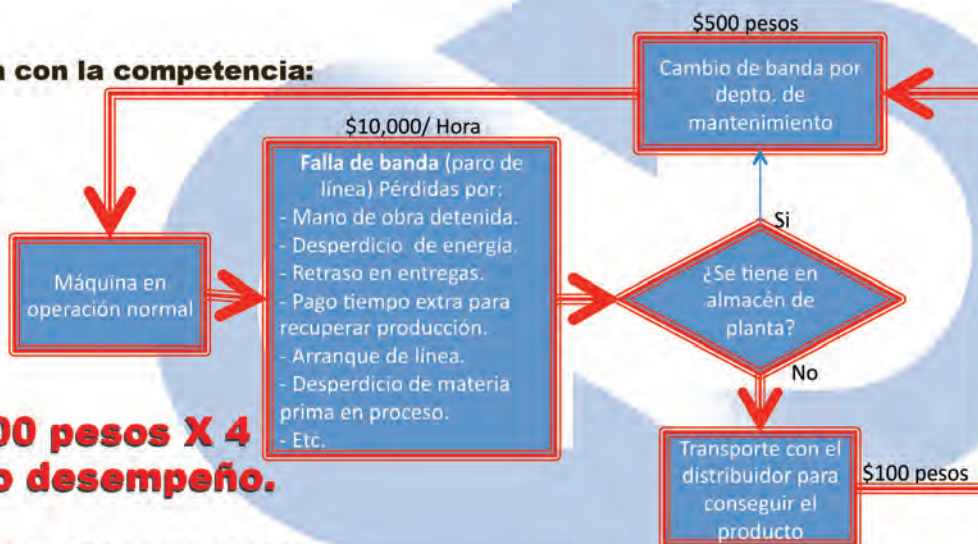 con la competencia:
$500 pesos
Cambio de banda por
depto. de
mantenimiento
$10,000/ Hora
Falla de banda (paro de
línea) Pérdidas por:
- Mano de obra detenida.
- Desperdicio de energía.
- Retraso en entregas.
- Pago tiempo extra para
recuperar producción.
- Arranque de línea.
- Desperdicio de materia
prima en proceso.
- Etc.
Máquina en
operación normal
Si
¿Se tiene en
almacén de
planta?
No
00 pesos X 4
desempeño.
Transporte con el
distribuidor para
conseguir el
producto
$100 pesos